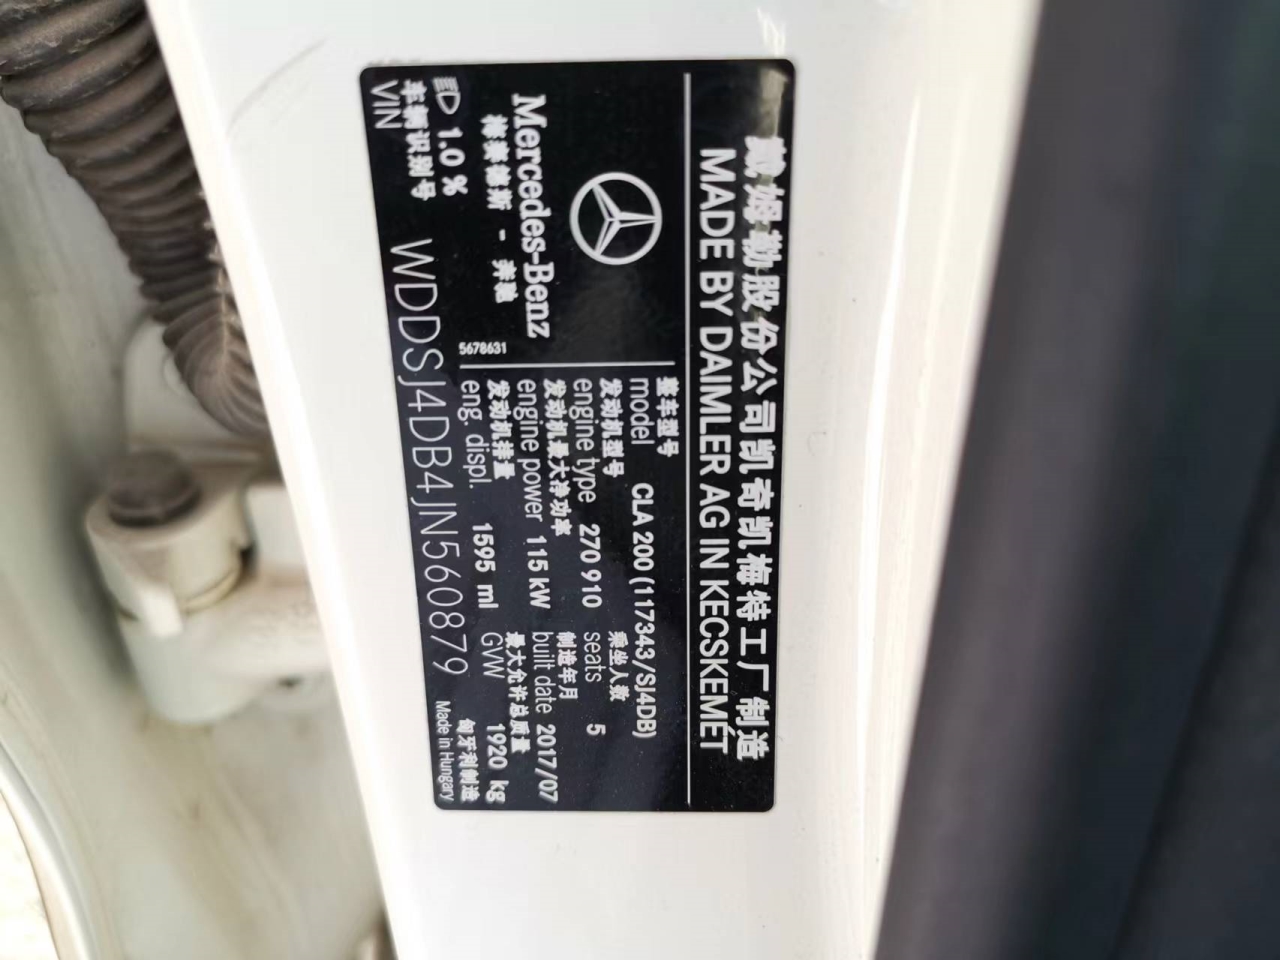 戴姆勒股份公司凯奇凯梅特工厂制造
MADE BY DAIMLER AG IN KECSKEMET
Mercedes-Benz
梅赛德斯 - 奔驰
1.0 %
5678631
整车型号
model CLA 200 (117343/SJ4DB)
发动机型号 乘坐人数
engine type 270 910 seats 5
发动机最大净功率 制造年月
engine power 115 kW built date 2017/07
发动机排量 最大允许总质量
eng. displ. 1595 ml GVW 1920 kg
车辆识别号 匈牙利制造
VIN WDDSJ4DB4JN560879 Made in Hungary